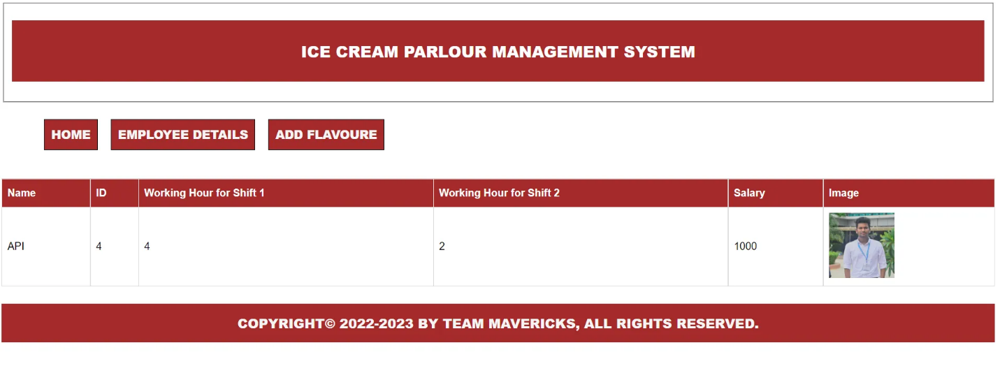 ICE CREAM PARLOUR MANAGEMENT SYSTEM
HOME EMPLOYEE DETAILS ADD FLAVOURE
Name ID Working Hour for Shift 1 Working Hour for Shift 2 Salary Image
API 4 4 2 1000
COPYRIGHT© 2022-2023 BY TEAM MAVERICKS, ALL RIGHTS RESERVED.